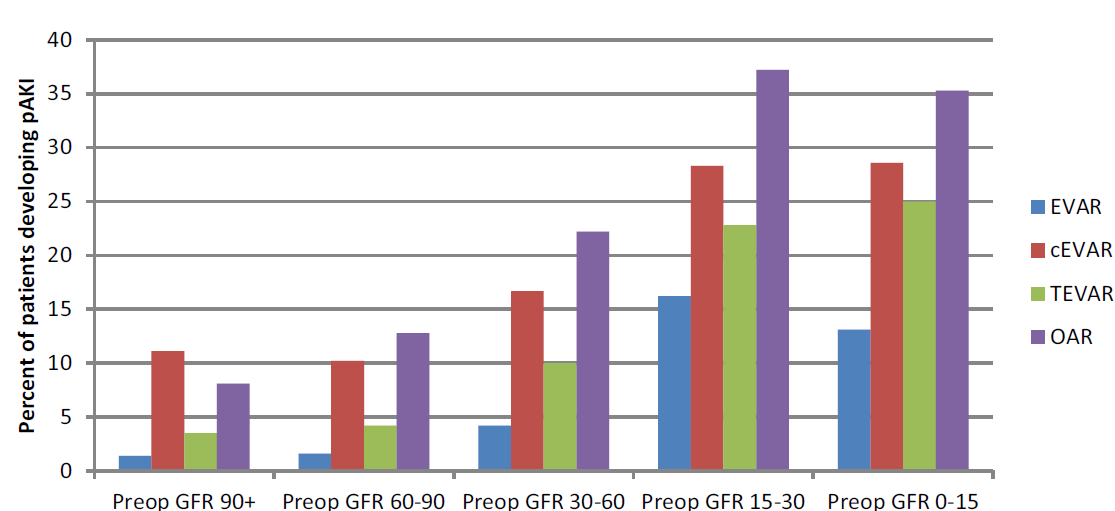 Percent of patients developing pAKI
40
35
30
25
20
15
10
5
0
Preop GFR 90+
Preop GFR 60-90
Preop GFR 30-60
Preop GFR 15-30
Preop GFR 0-15
EVAR
cEVAR
TEVAR
OAR